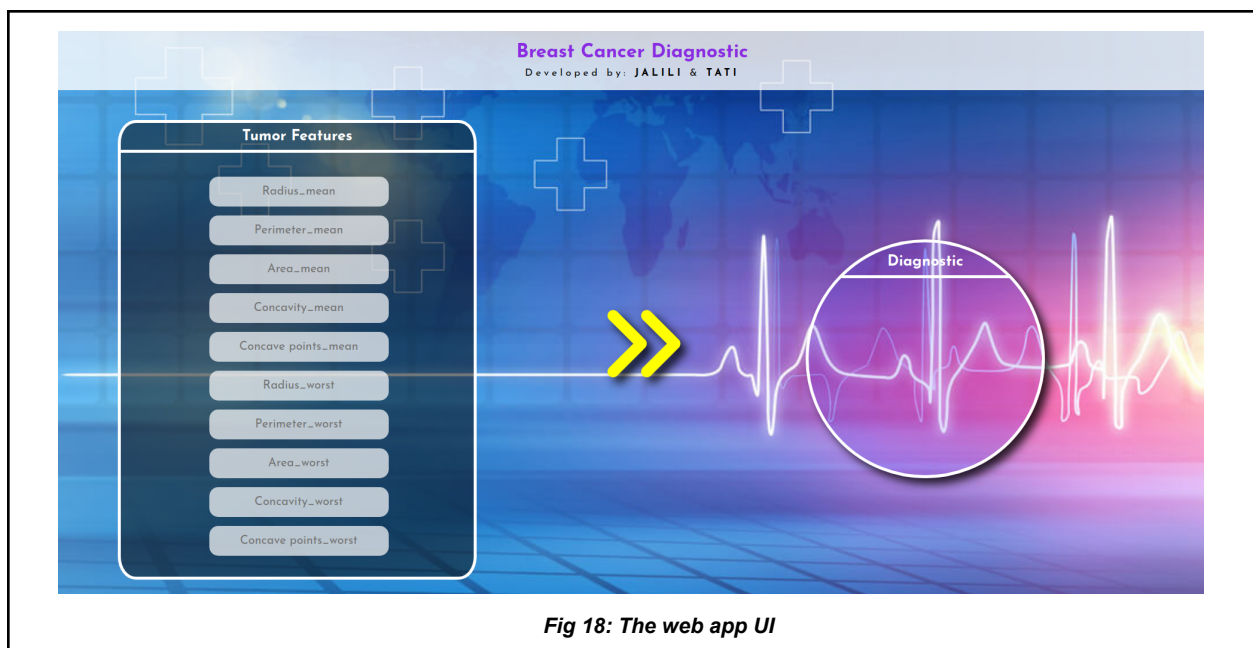 Breast Cancer Diagnostic
Developed by: JALILI & TATI
Tumor Features
Radius_mean
Perimeter_mean
Area_mean
Concavity_mean
Concave points_mean
Radius_worst
Perimeter_worst
Area_worst
Concavity_worst
Concave points_worst
Diagnostic
Fig 18: The web app UI